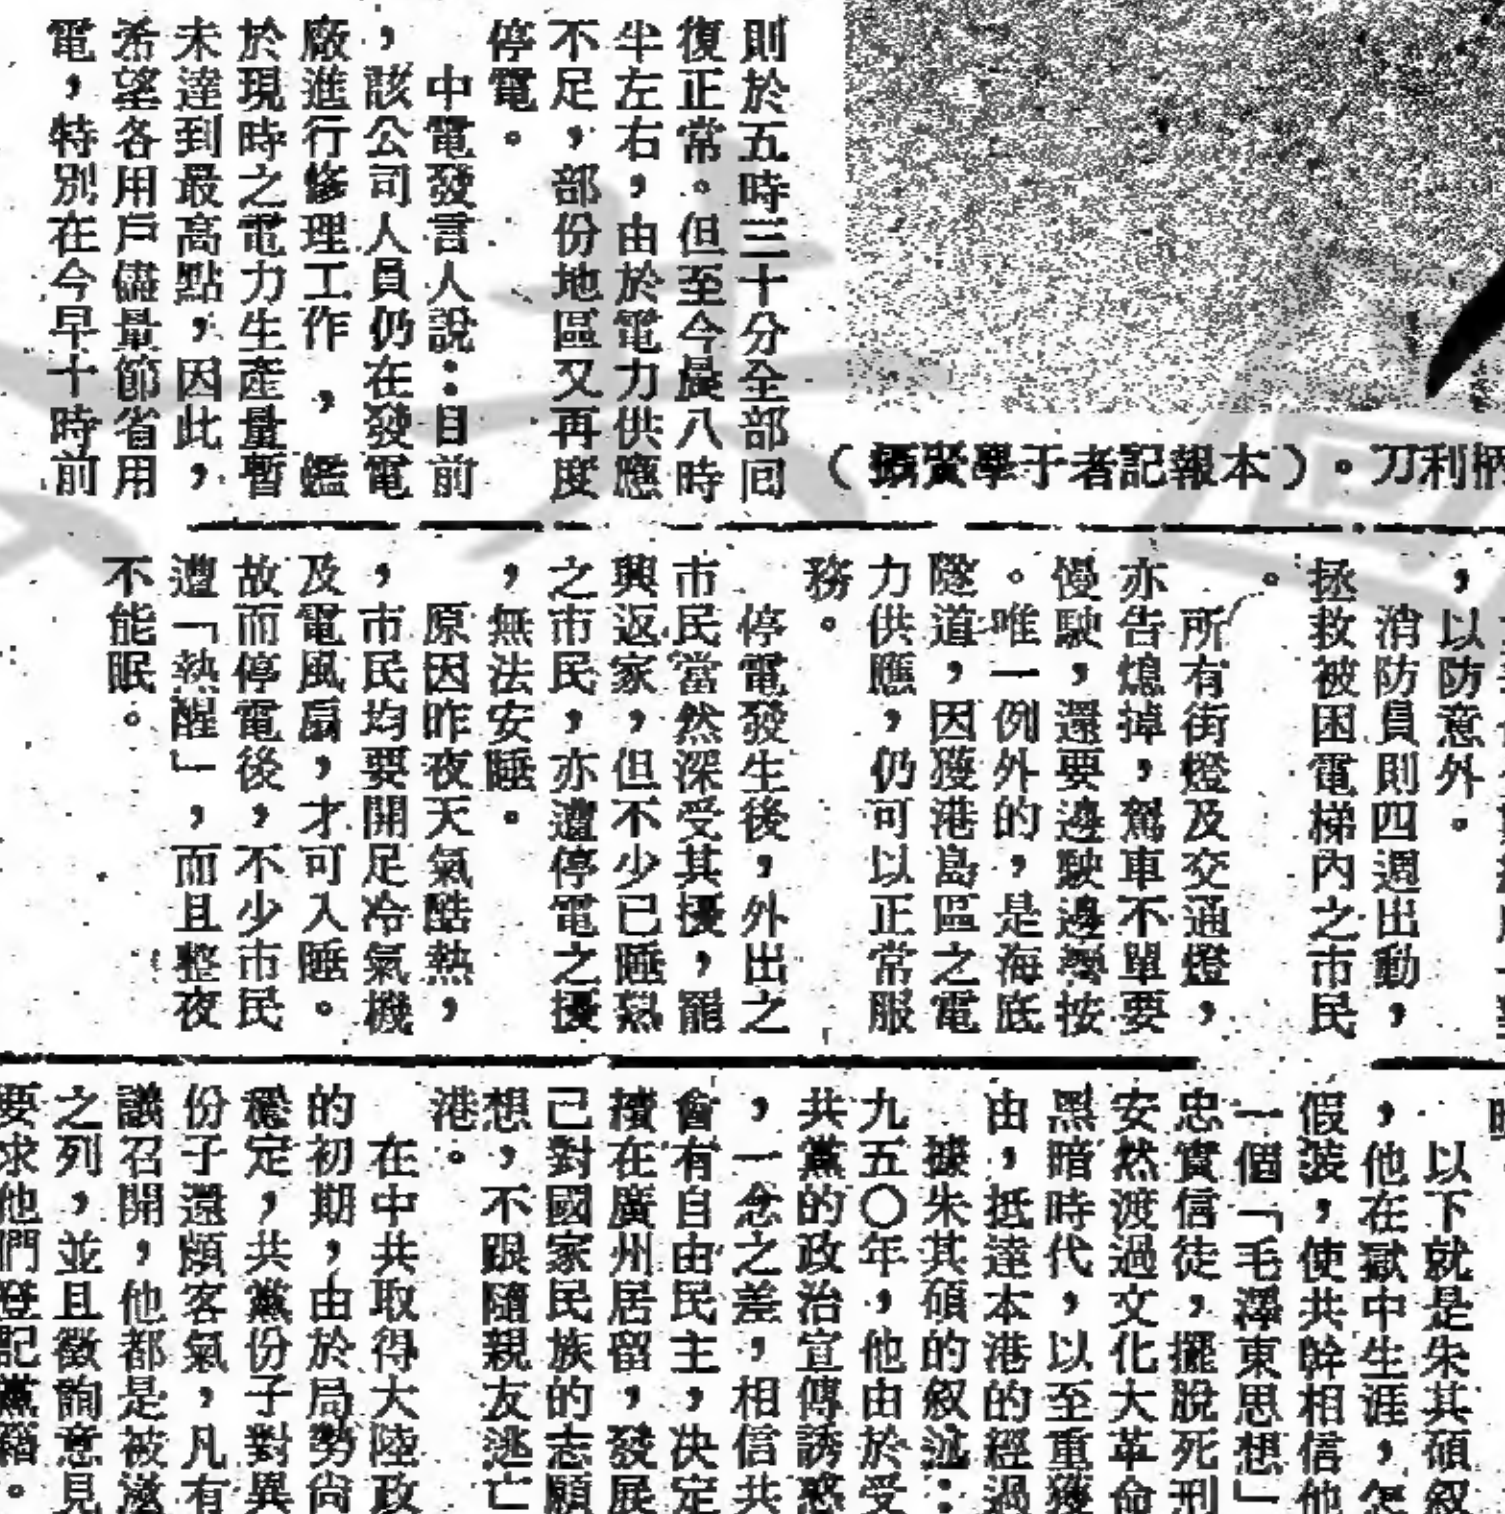 則於五時三十分全部回
復正常。但至今晨八時
半左右，由於電力供應
不足，部份地區又再度
停電。
中電發言人說：目前
，該公司人員仍在發電
廠進行修理工作，鑑
於現時之電力生產量暫
未達到最高點，因此，
希望各用戶儘量節省用
電，特別在今早十時前
柄利刀。（本報記者于學賢攝）
，以防意外。
消防員則四週出動，
拯救被困電梯內之市民
。
所有街燈及交通燈，
亦告熄掉，駕車不單要
慢駛，還要邊駛邊灣按
。唯一例外的，是海底
隧道，因獲港島區之電
力供應，仍可以正常服
務。
停電發生後，外出之
市民當然深受其擾，罷
興返家，但不少已睡熟
之市民，亦遭停電之擾
，無法安睡。
原因昨夜天氣酷熱，
，市民均要開足冷氣機
及電風扇，才可入睡。
故而停電後，不少市民
遭「熱醒」，而且整夜
不能眠。
以下就是朱其碩叙
，他在獄中生涯，怎
假裝，使共幹相信他
一個「毛澤東思想」
忠實信徒，擺脫死刑
安然渡過文化大革命
黑暗時代，以至重獲
由，抵達本港的經過
據朱其碩的叙述：
九五〇年，他由於受
共黨的政治宣傳誘惑
，一念之差，相信共
會有自由民主，决定
續在廣州居留，發展
己對國家民族的志願
想，不跟隨親友逃亡
港。
在中共取得大陸政
的初期，由於局勢尚
穩定，共黨份子對異
份子還頗客氣，凡有
議召開，他都是被邀
之列，並且徵詢意見
要求他們登記黨籍。